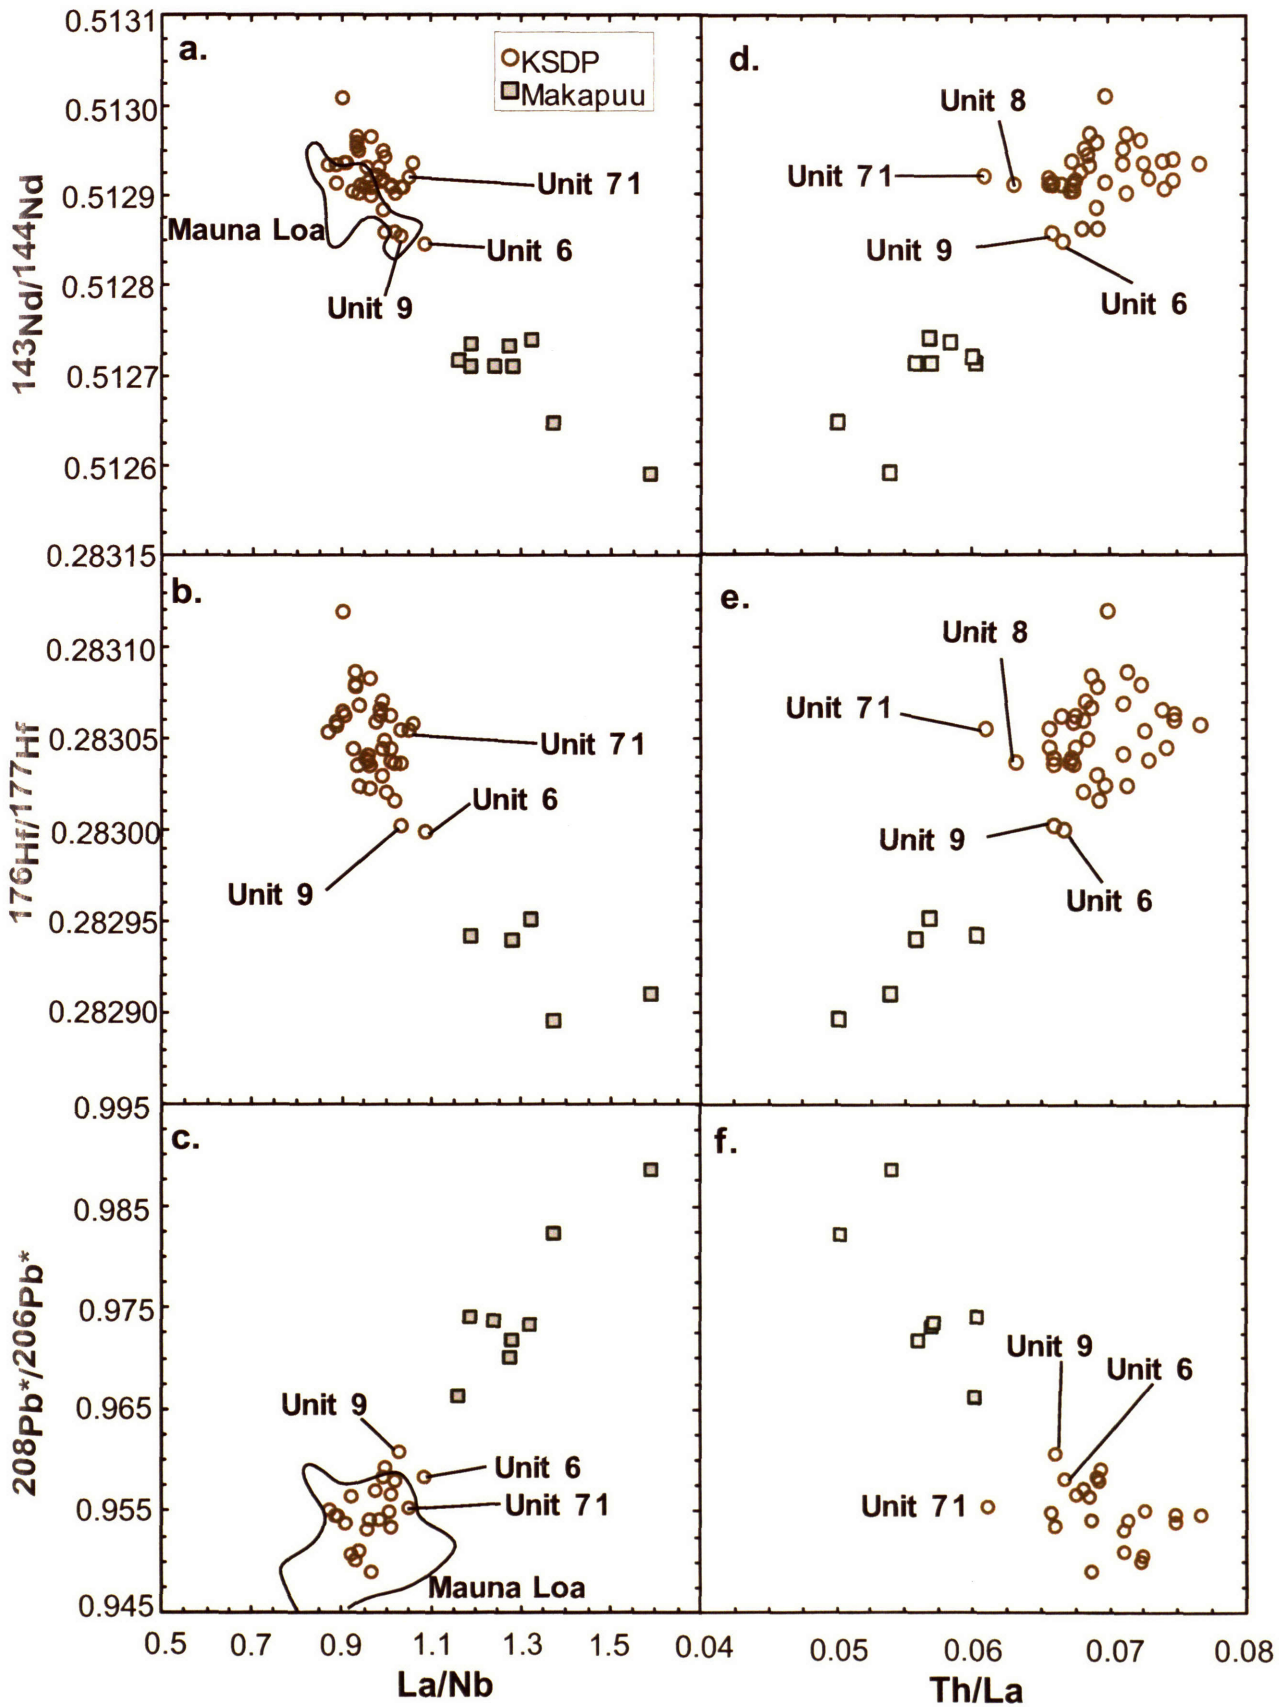 0.5131
0.5130
0.5129
0.5128
0.5127
0.5126
0.28315
143Nd/144Nd
a.
KSDP
Makapuu
Unit 71
Mauna Loa
Unit 6
Unit 9
d.
Unit 8
Unit 71
Unit 9
Unit 6
0.28310
0.28305
0.28300
0.28295
0.28290
0.995
176Hf/177Hf
b.
Unit 71
Unit 6
Unit 9
e.
Unit 8
Unit 71
Unit 9
Unit 6
0.985
0.975
0.965
0.955
0.945
208Pb*/206Pb*
c.
Unit 9
Unit 6
Unit 71
Mauna Loa
f.
Unit 9
Unit 6
Unit 71
0.5 0.7 0.9 1.1 1.3 1.5 0.04 0.05 0.06 0.07 0.08
La/Nb
Th/La